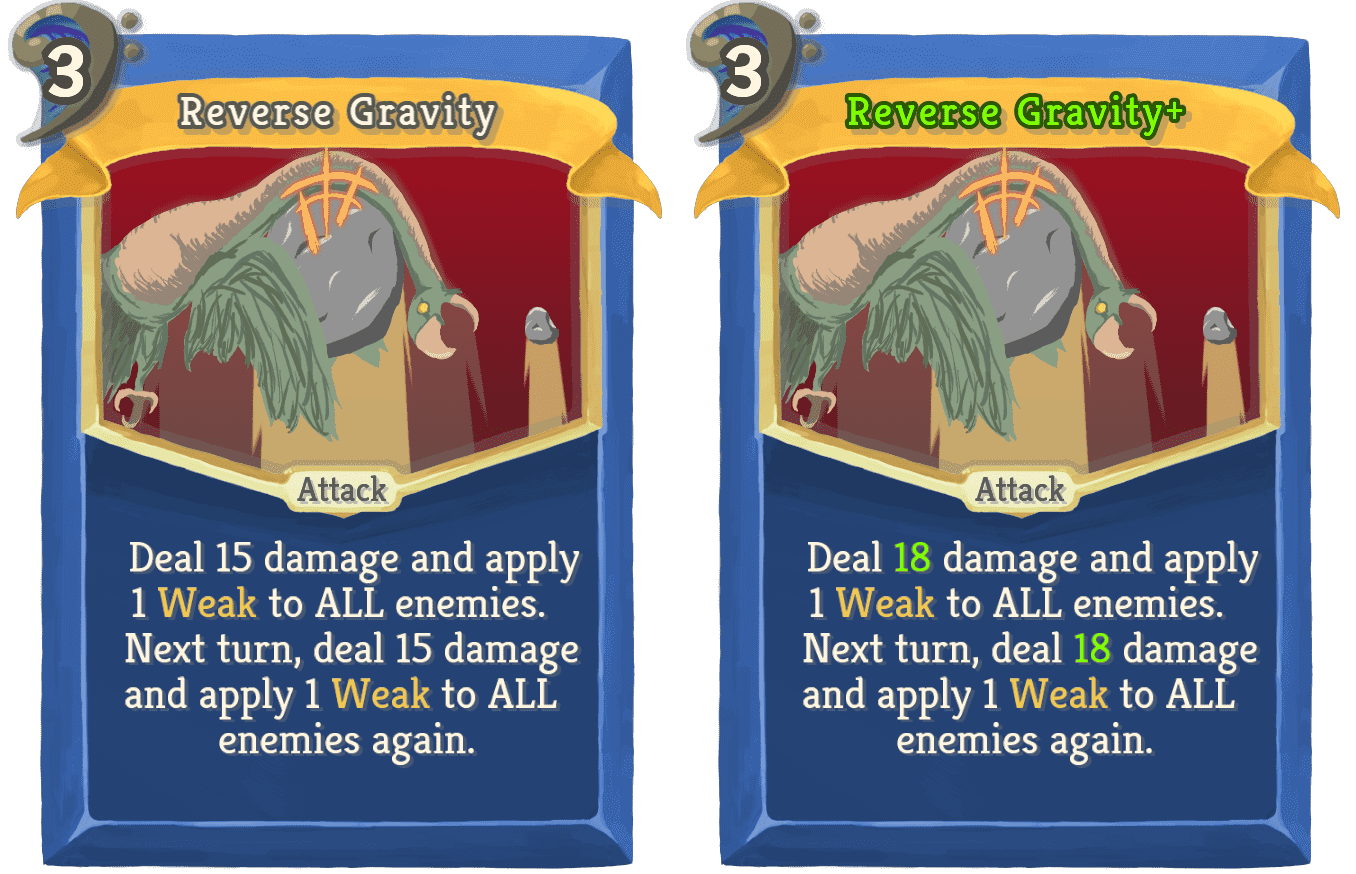 3
Reverse Gravity
Attack
Deal 15 damage and apply
1 Weak to ALL enemies.
Next turn, deal 15 damage
and apply 1 Weak to ALL
enemies again.
3
Reverse Gravity+
Attack
Deal 18 damage and apply
1 Weak to ALL enemies.
Next turn, deal 18 damage
and apply 1 Weak to ALL
enemies again.